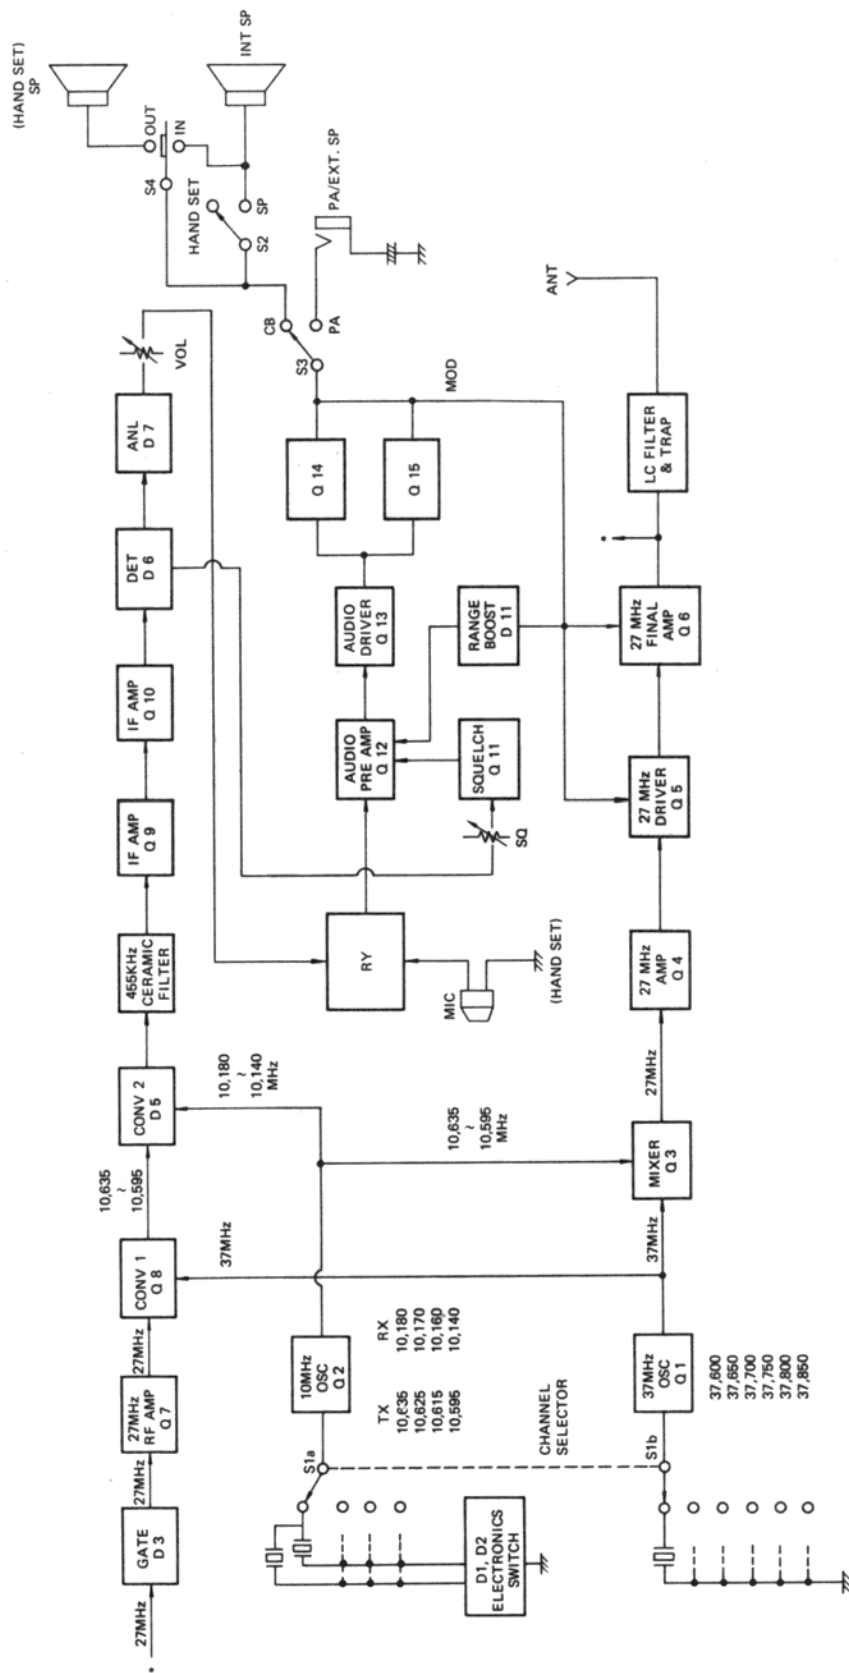 (HAND SET)
SP
INT SP
OUT
IN
S4
HAND SET
SP
S2
PA/EXT. SP
CB
PA
S3
MOD
ANT
VOL
*
27MHz
GATE
D 3
27MHz
27MHz
RF AMP
Q 7
27MHz
CONV 1
Q 8
10,635
~
10,595
CONV 2
D 5
455KHz
CERAMIC
FILTER
IF AMP
Q 9
IF AMP
Q 10
DET
D 6
ANL
D 7
37MHz
10,180
~
10,140
MHz
RY
MIC
(HAND SET)
AUDIO
PRE AMP
Q 12
AUDIO
DRIVER
Q 13
Q 14
Q 15
SQ
SQUELCH
Q 11
RANGE
BOOST
D 11
S1a
10MHz
OSC
Q 2
TX
10,635
10,625
10,615
10,595
RX
10,180
10,170
10,160
10,140
D1, D2
ELECTRONICS
SWITCH
CHANNEL
SELECTOR
10,635
~
10,595
MHz
S1b
37MHz
OSC
Q 1
37,600
37,650
37,700
37,750
37,800
37,850
37MHz
MIXER
Q 3
27MHz
27 MHz
AMP
Q 4
27 MHz
DRIVER
Q 5
27 MHz
FINAL
AMP
Q 6
*
LC FILTER
& TRAP